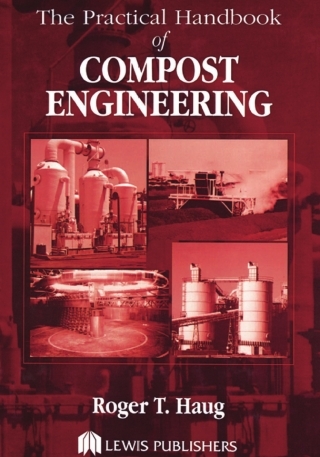 The Practical Handbook
of
COMPOST
ENGINEERING
Roger T. Haug
LEWIS PUBLISHERS